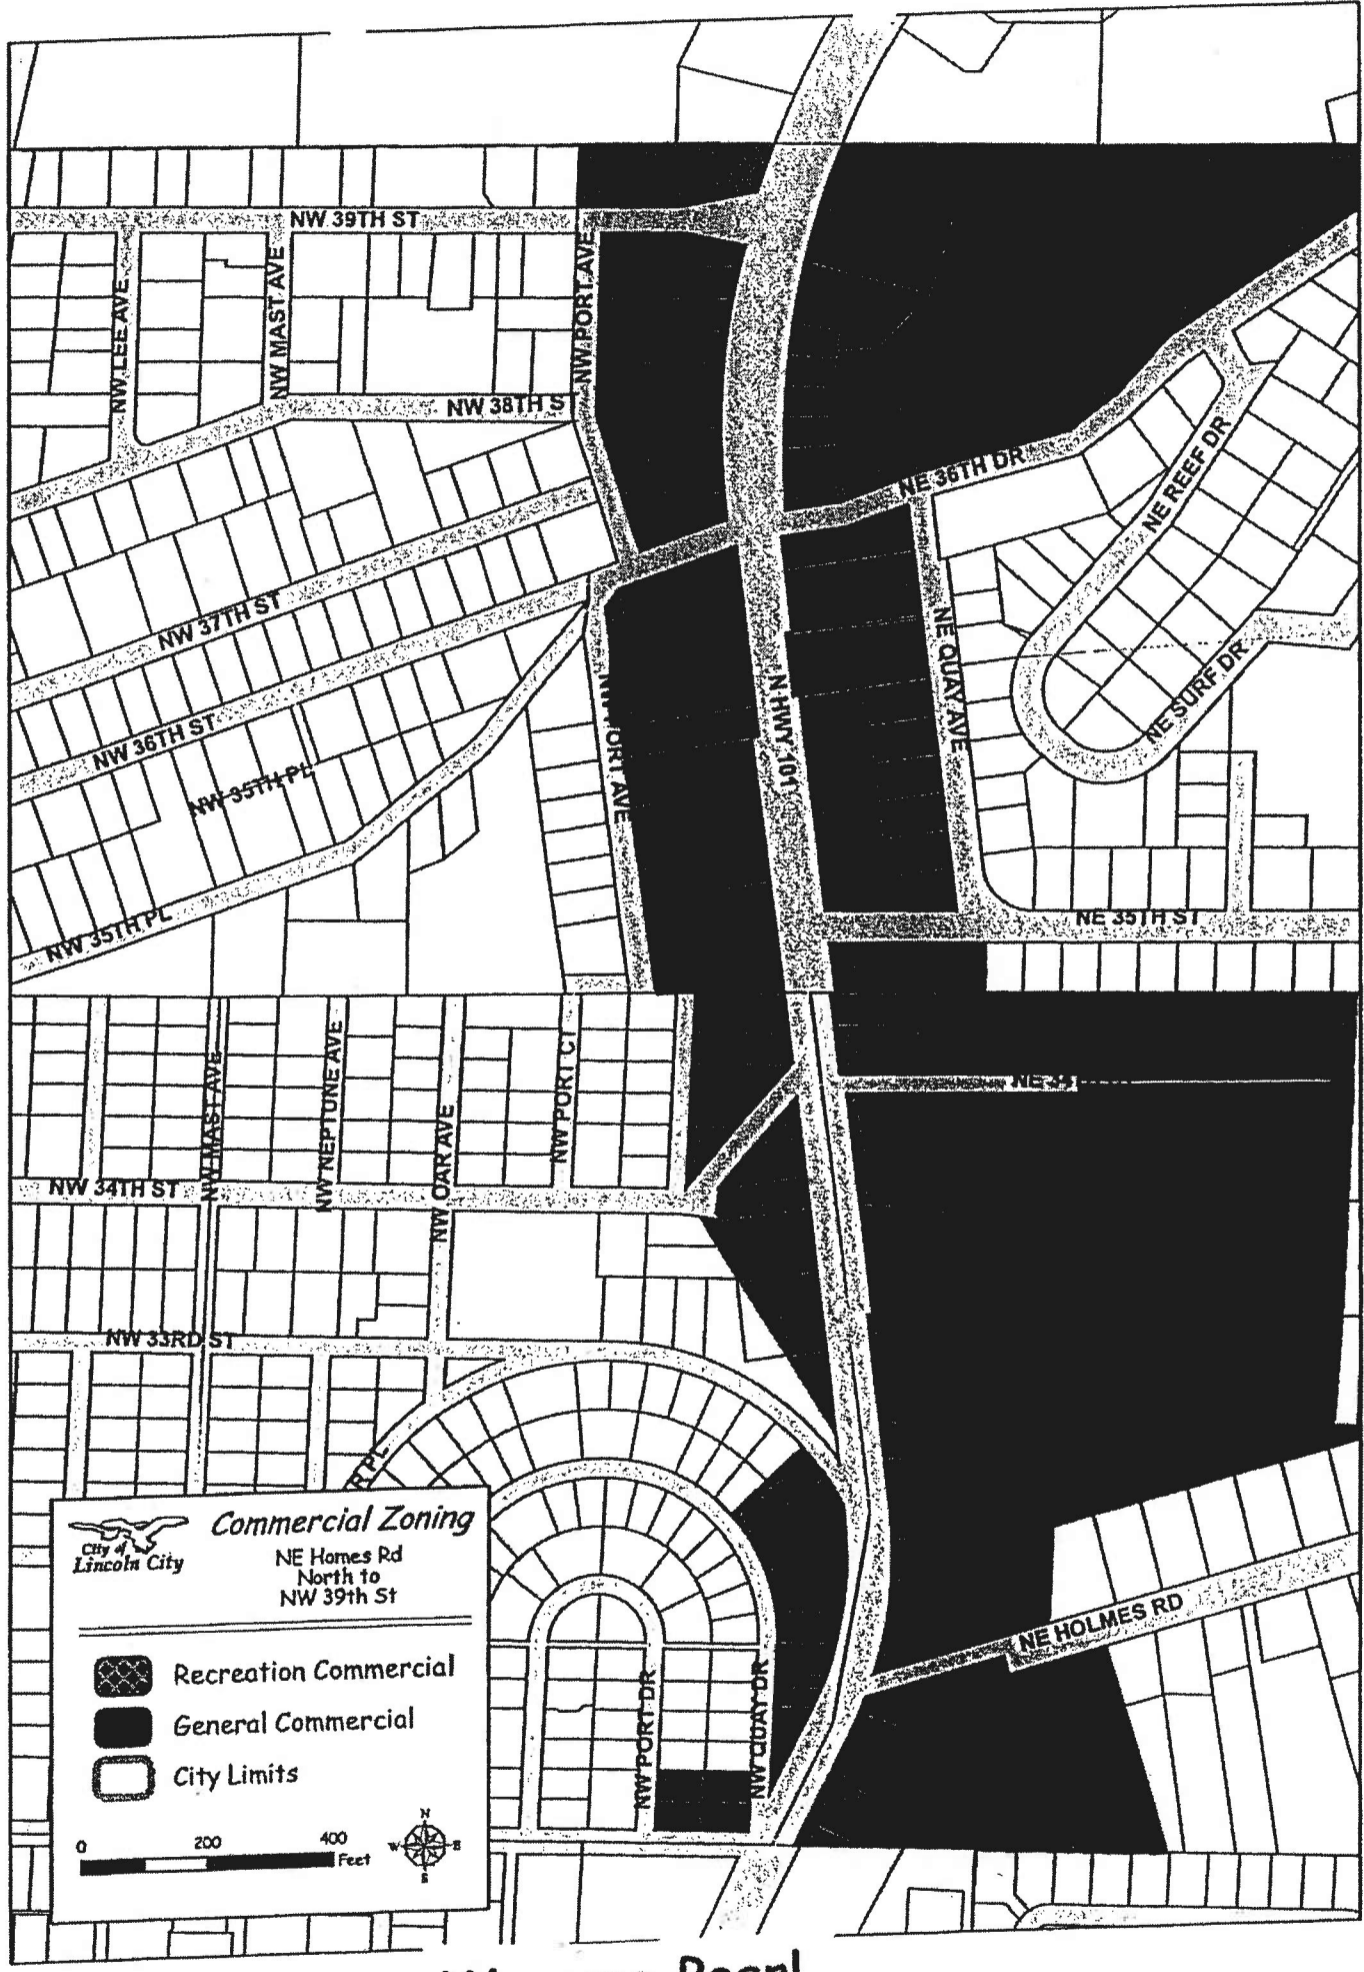 NW 39TH ST
NW LEE AVE
NW MAST AVE
NW PORT AVE
NW 38TH ST
NE 36TH DR
NE REEF DR
NW 37TH ST
NE QUAY AVE
NE SURF DR
N HWY 101
NW 36TH ST
NW 35TH PL
PORT AVE
NW 35TH PL
NE 35TH ST
NW MAST AVE
NW NEPTUNE AVE
NW OAR AVE
NW PORT CT
NE 34
NW 34TH ST
NW 33RD ST
R PL
City of
Lincoln City
Commercial Zoning
NE Homes Rd
North to
NW 39th St
Recreation Commercial
General Commercial
City Limits
0 200 400
Feet
N
W E
S
NE HOLMES RD
NW PORT DR
NW QUAY DR